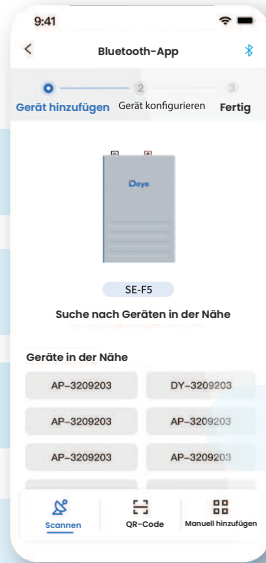 9:41
Bluetooth-App
2
3
Gerät hinzufügen
Gerät konfigurieren
Fertig
Deye
SE-F5
Suche nach Geräten in der Nähe
Geräte in der Nähe
AP-3209203
DY-3209203
AP-3209203
AP-3209203
AP-3209203
AP-3209203
Scannen
QR-Code
Manuell hinzufügen